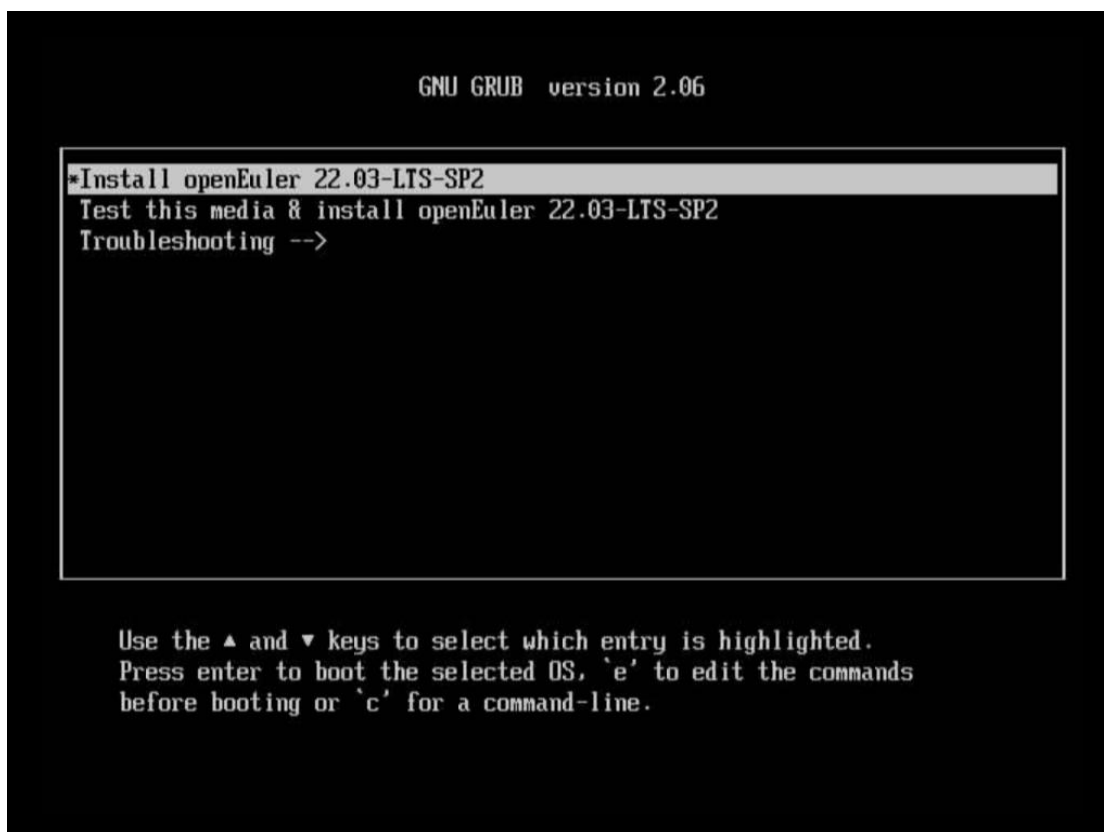 GNU GRUB version 2.06
*Install openEuler 22.03-LTS-SP2
Test this media & install openEuler 22.03-LTS-SP2
Troubleshooting -->
Use the ▲ and ▼ keys to select which entry is highlighted.
Press enter to boot the selected OS, `e' to edit the commands
before booting or `c' for a command-line.